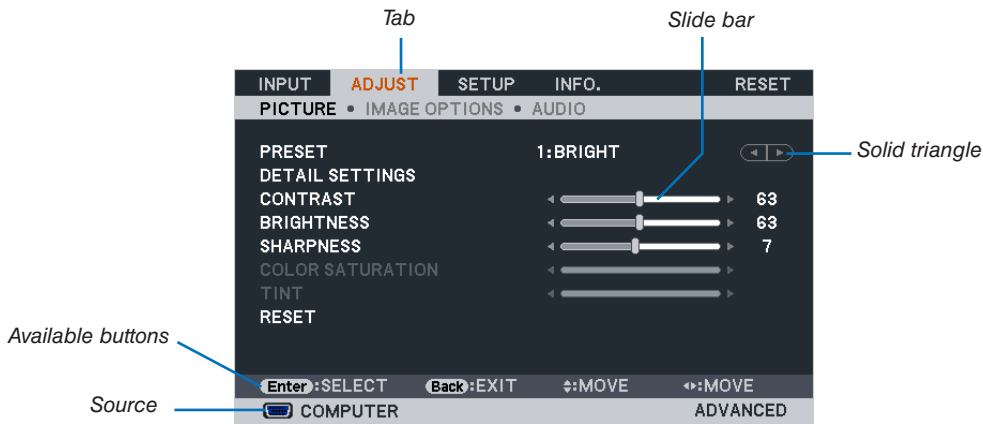 Tab Slide bar
INPUT ADJUST SETUP INFO. RESET
PICTURE • IMAGE OPTIONS • AUDIO
PRESET 1:BRIGHT Solid triangle
DETAIL SETTINGS
CONTRAST 63
BRIGHTNESS 63
SHARPNESS 7
COLOR SATURATION
TINT
RESET
Available buttons
Enter:SELECT Back:EXIT :MOVE :MOVE
Source COMPUTER ADVANCED